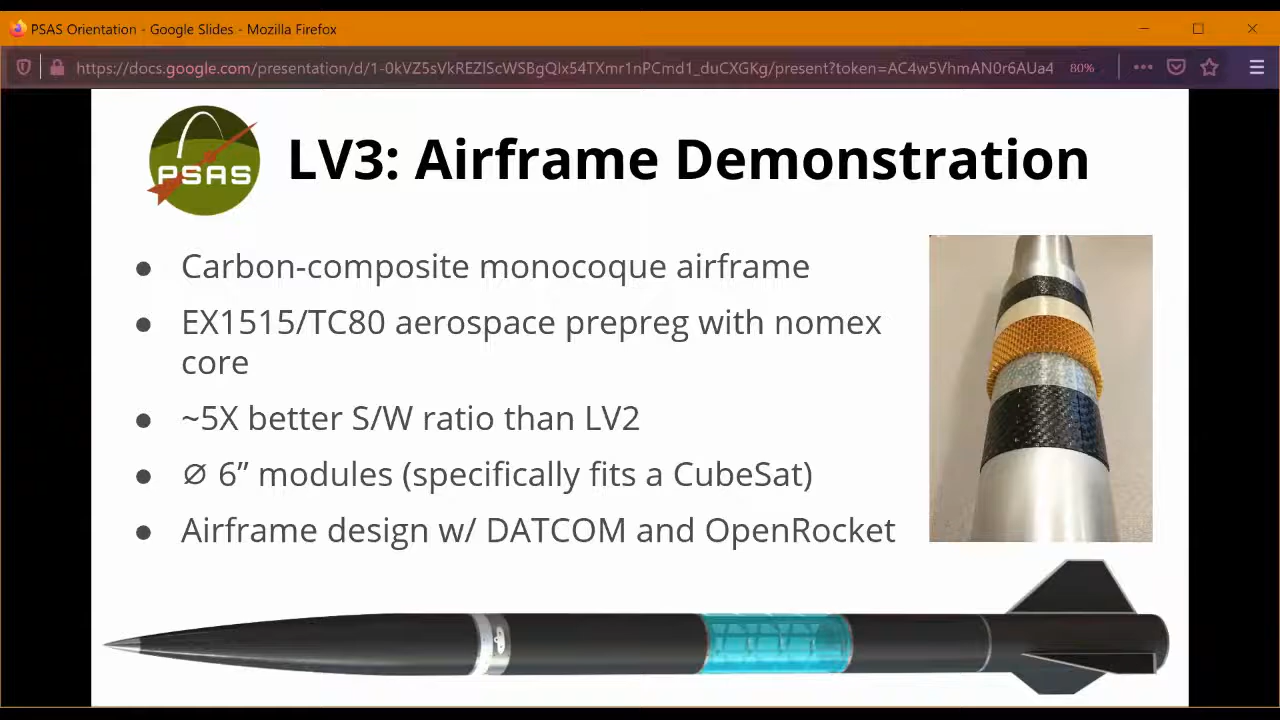 PSAS Orientation - Google Slides - Mozilla Firefox
https://docs.google.com/presentation/d/1-0kVZ5sVkREZIScWSBgQIx54TXmr1nPCmd1_duCXGKg/present?token=AC4w5VhmAN0r6AUa4 80%
PSAS
LV3: Airframe Demonstration
● Carbon-composite monocoque airframe
● EX1515/TC80 aerospace prepreg with nomex
core
● ~5X better S/W ratio than LV2
● ∅ 6” modules (specifically fits a CubeSat)
● Airframe design w/ DATCOM and OpenRocket